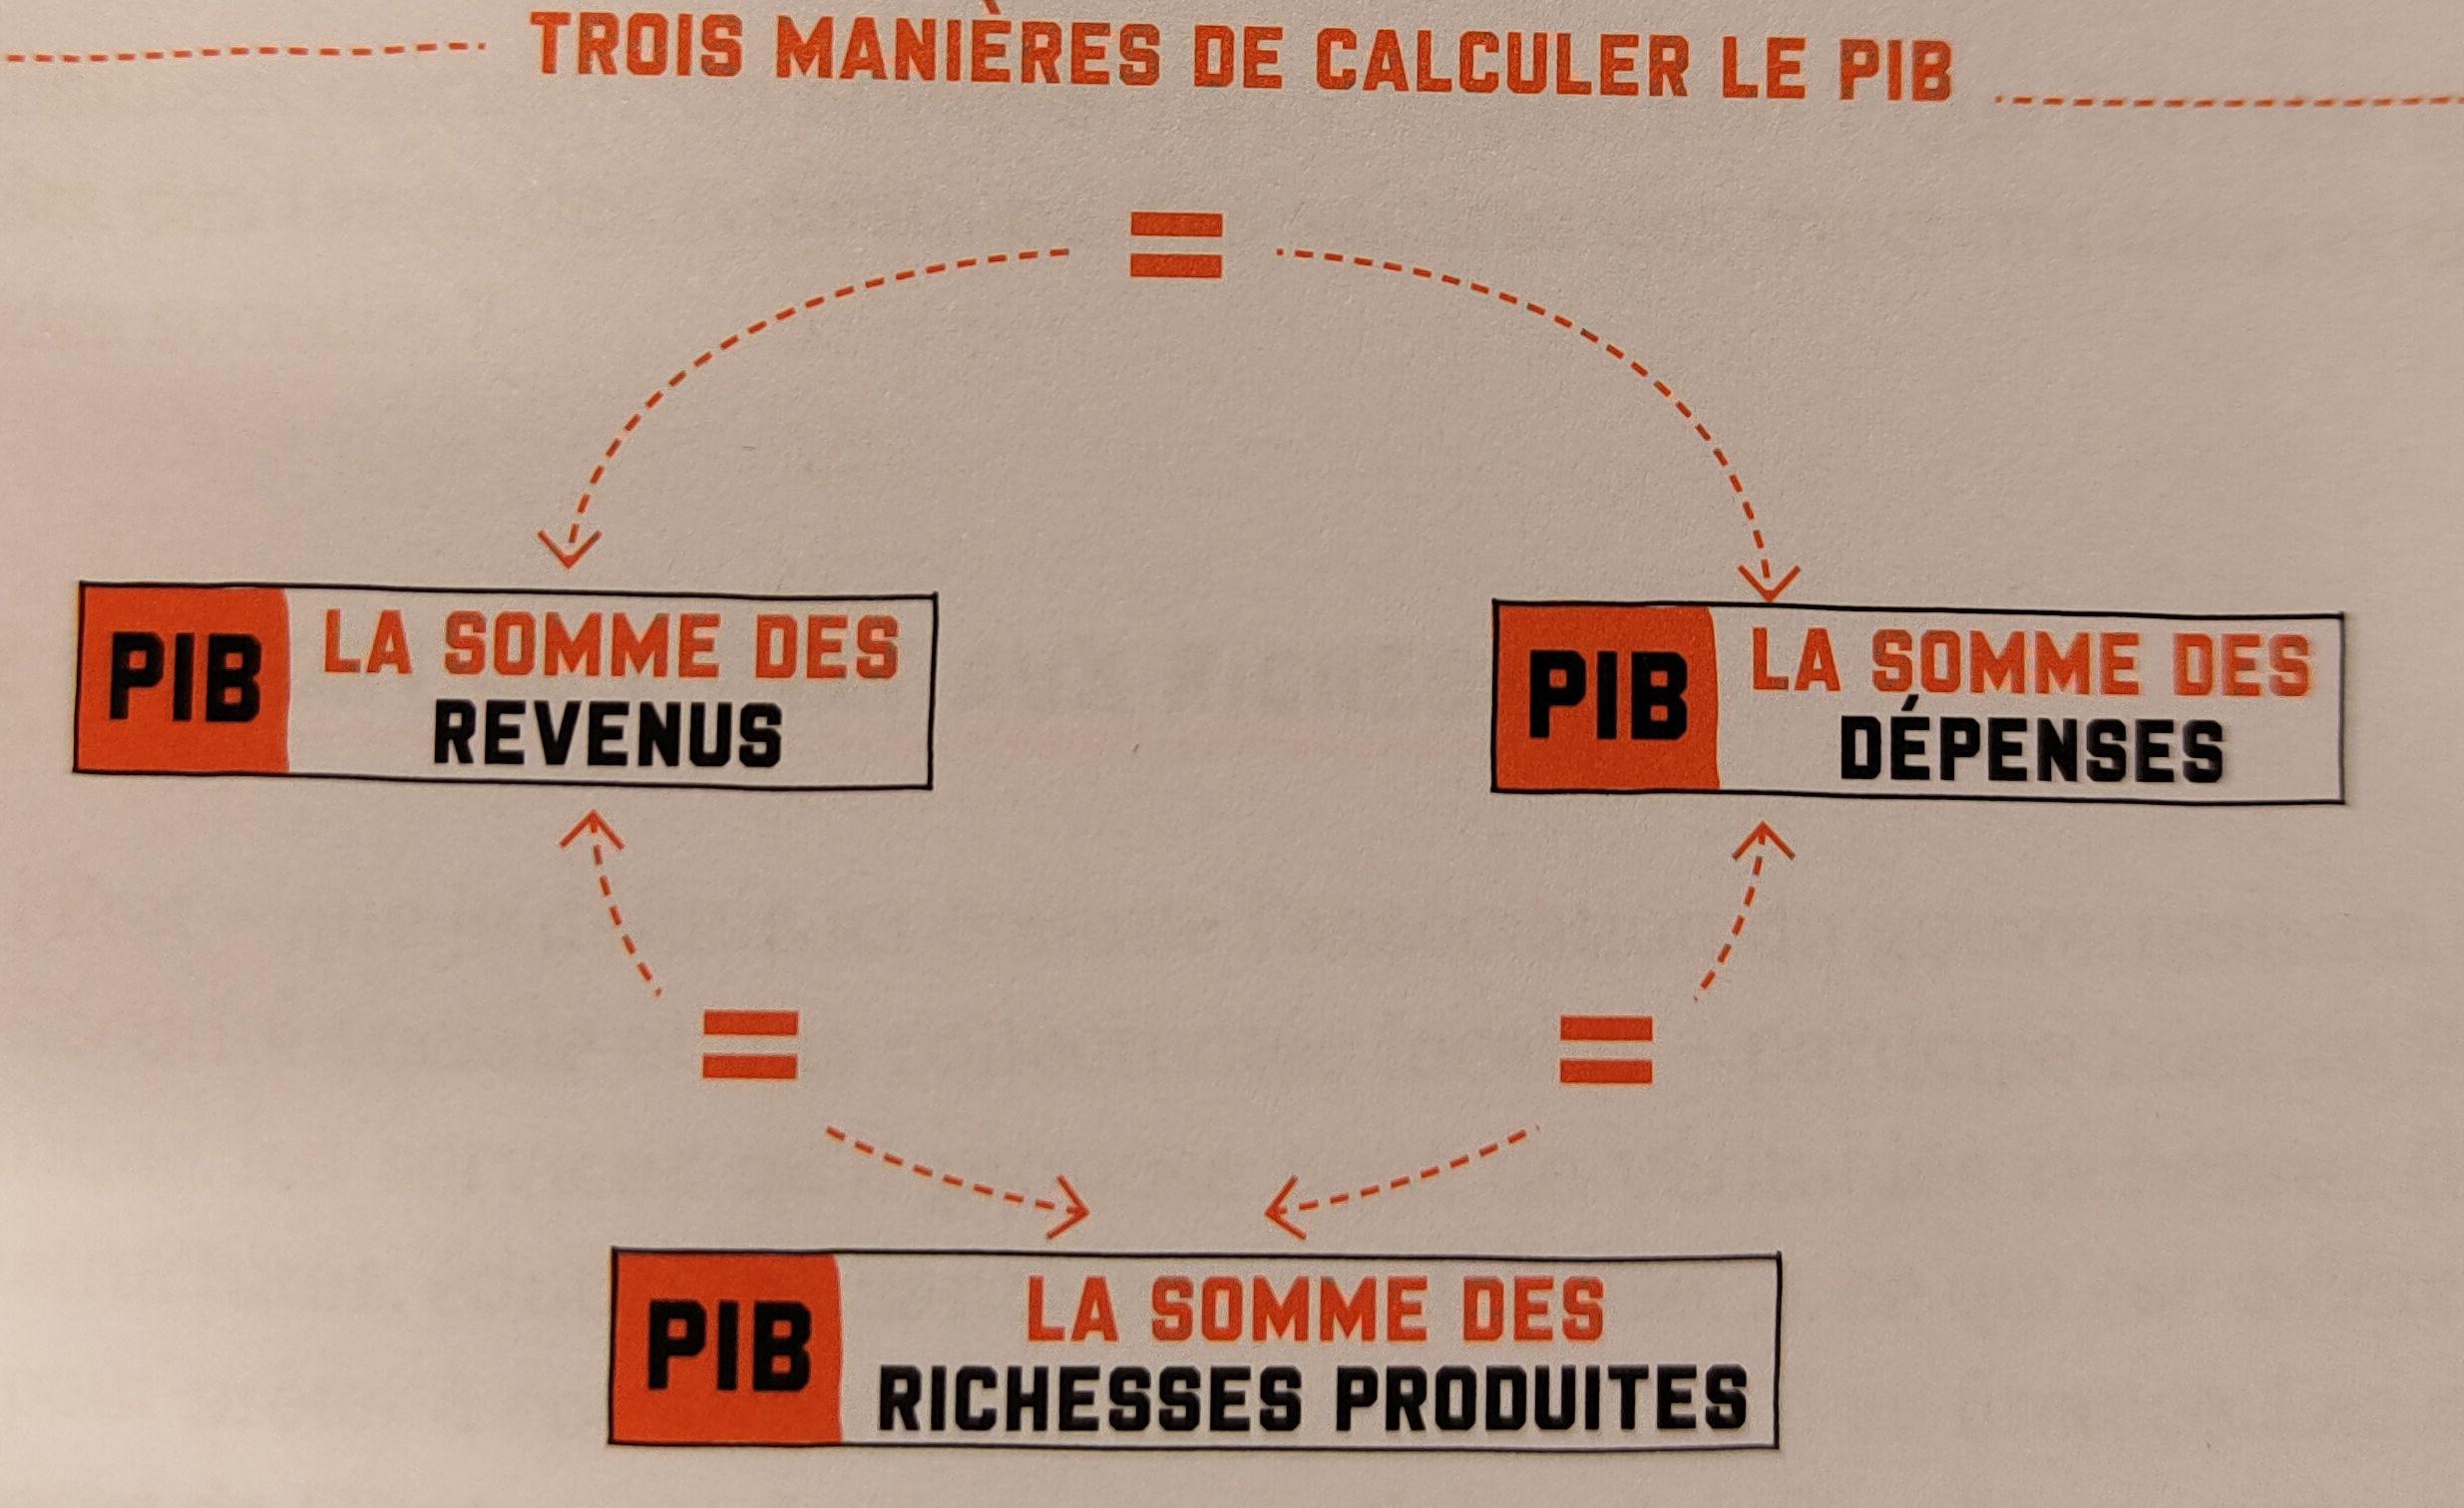 TROIS MANIÈRES DE CALCULER LE PIB
=
PIB
LA SOMME DES
REVENUS
PIB
LA SOMME DES
DÉPENSES
=
=
PIB
LA SOMME DES
RICHESSES PRODUITES